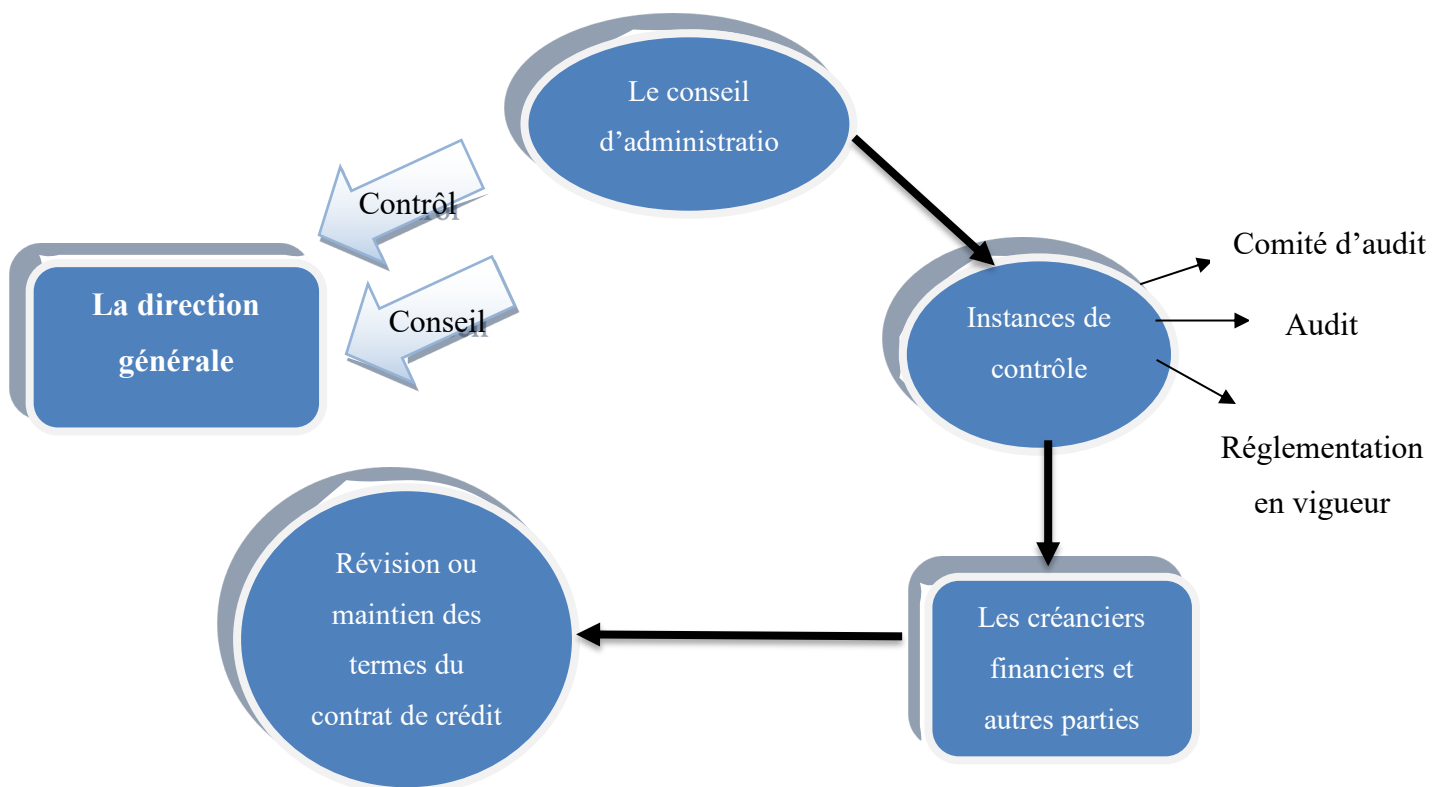 Le conseil
d’administratio
Contrôl
Conseil
La direction
générale
Instances de
contrôle
Comité d’audit
Audit
Réglementation
en vigueur
Révision ou
maintien des
termes du
contrat de crédit
Les créanciers
financiers et
autres parties